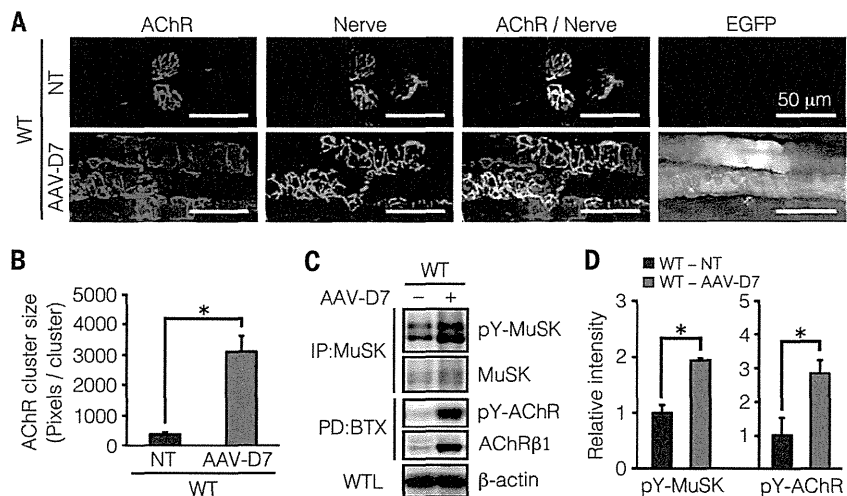 A
AChR
Nerve
AChR / Nerve
EGFP
WT
NT
50 μm
AAV-D7
B
AChR cluster size
(Pixels / cluster)
5000
4000
3000
2000
1000
0
*
NT AAV-D7
WT
C
WT
AAV-D7 − +
IP:MuSK
pY-MuSK
MuSK
PD:BTX
pY-AChR
AChRβ1
WTL
β-actin
D
WT – NT
WT – AAV-D7
Relative intensity
3
2
1
0
*
pY-MuSK
5
4
3
2
1
0
*
pY-AChR